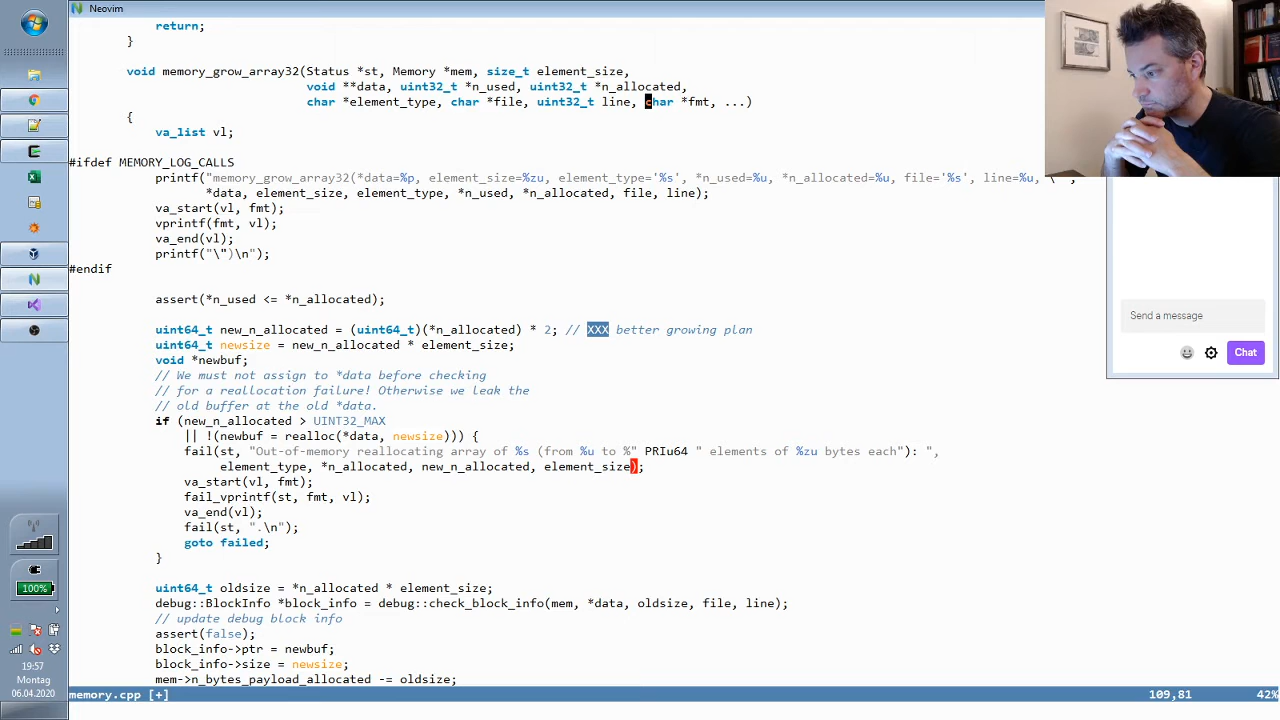 Neovim
return;
}
void memory_grow_array32(Status *st, Memory *mem, size_t element_size,
void **data, uint32_t *n_used, uint32_t *n_allocated,
char *element_type, char *file, uint32_t line, char *fmt, ...)
{
va_list vl;
#ifdef MEMORY_LOG_CALLS
printf("memory_grow_array32(*data=%p, element_size=%zu, element_type='%s', *n_used=%u, *n_allocated=%u, file='%s', line=%u, \"",
*data, element_size, element_type, *n_used, *n_allocated, file, line);
va_start(vl, fmt);
vprintf(fmt, vl);
va_end(vl);
printf("\")\n");
#endif
assert(*n_used <= *n_allocated);
uint64_t new_n_allocated = (uint64_t)(*n_allocated) * 2; // XXX better growing plan
uint64_t newsize = new_n_allocated * element_size;
void *newbuf;
// We must not assign to *data before checking
// for a reallocation failure! Otherwise we leak the
// old buffer at the old *data.
if (new_n_allocated > UINT32_MAX
|| !(newbuf = realloc(*data, newsize))) {
fail(st, "Out-of-memory reallocating array of %s (from %u to %" PRIu64 " elements of %zu bytes each"): ",
element_type, *n_allocated, new_n_allocated, element_size);
va_start(vl, fmt);
fail_vprintf(st, fmt, vl);
va_end(vl);
fail(st, ".\n");
goto failed;
}
uint64_t oldsize = *n_allocated * element_size;
debug::BlockInfo *block_info = debug::check_block_info(mem, *data, oldsize, file, line);
// update debug block info
assert(false);
block_info->ptr = newbuf;
block_info->size = newsize;
mem->n_bytes_payload_allocated -= oldsize;
memory.cpp [+] 109,81 42%
Send a message
Chat
100%
19:57
Montag
06.04.2020